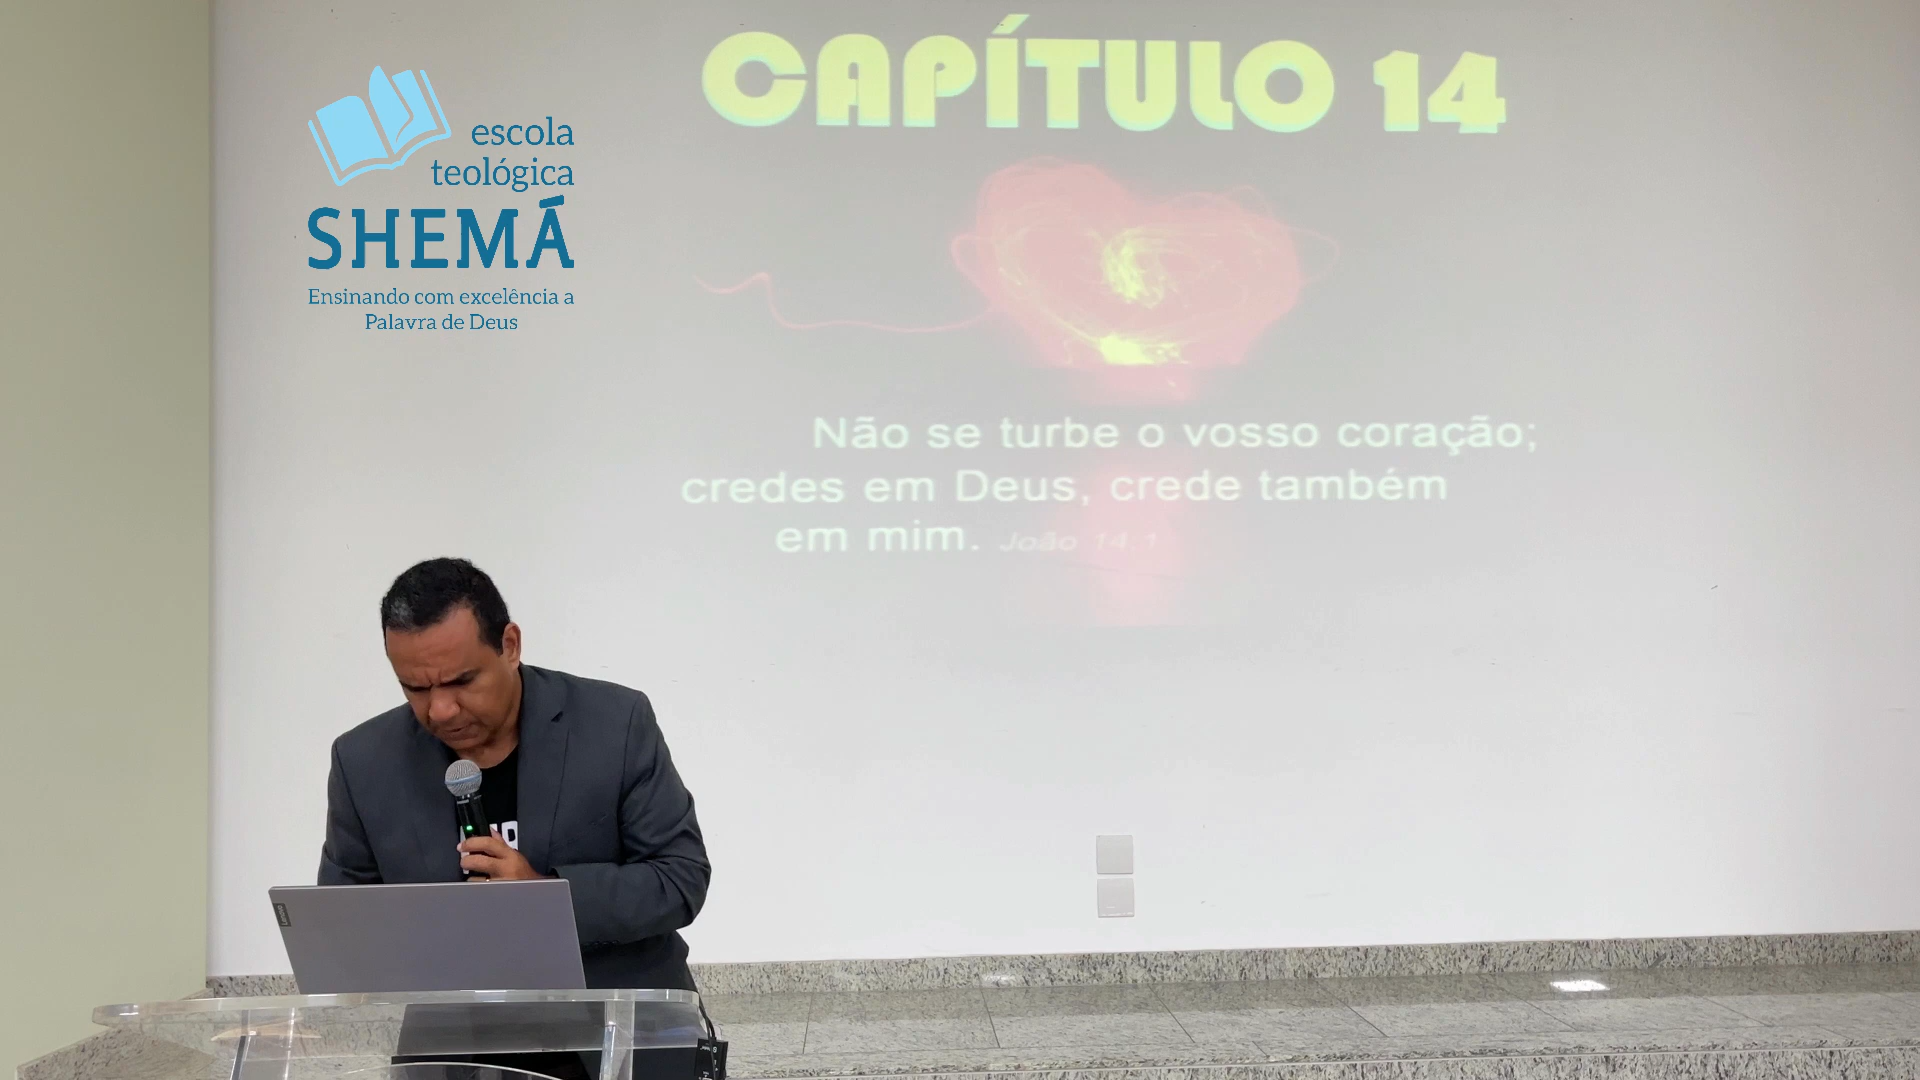 CAPÍTULO 14
escola
teológica
SHEMÁ
Ensinando com excelência a
Palavra de Deus
Não se turbe o vosso coração;
credes em Deus, crede também
em mim. João 14.1
Lenovo